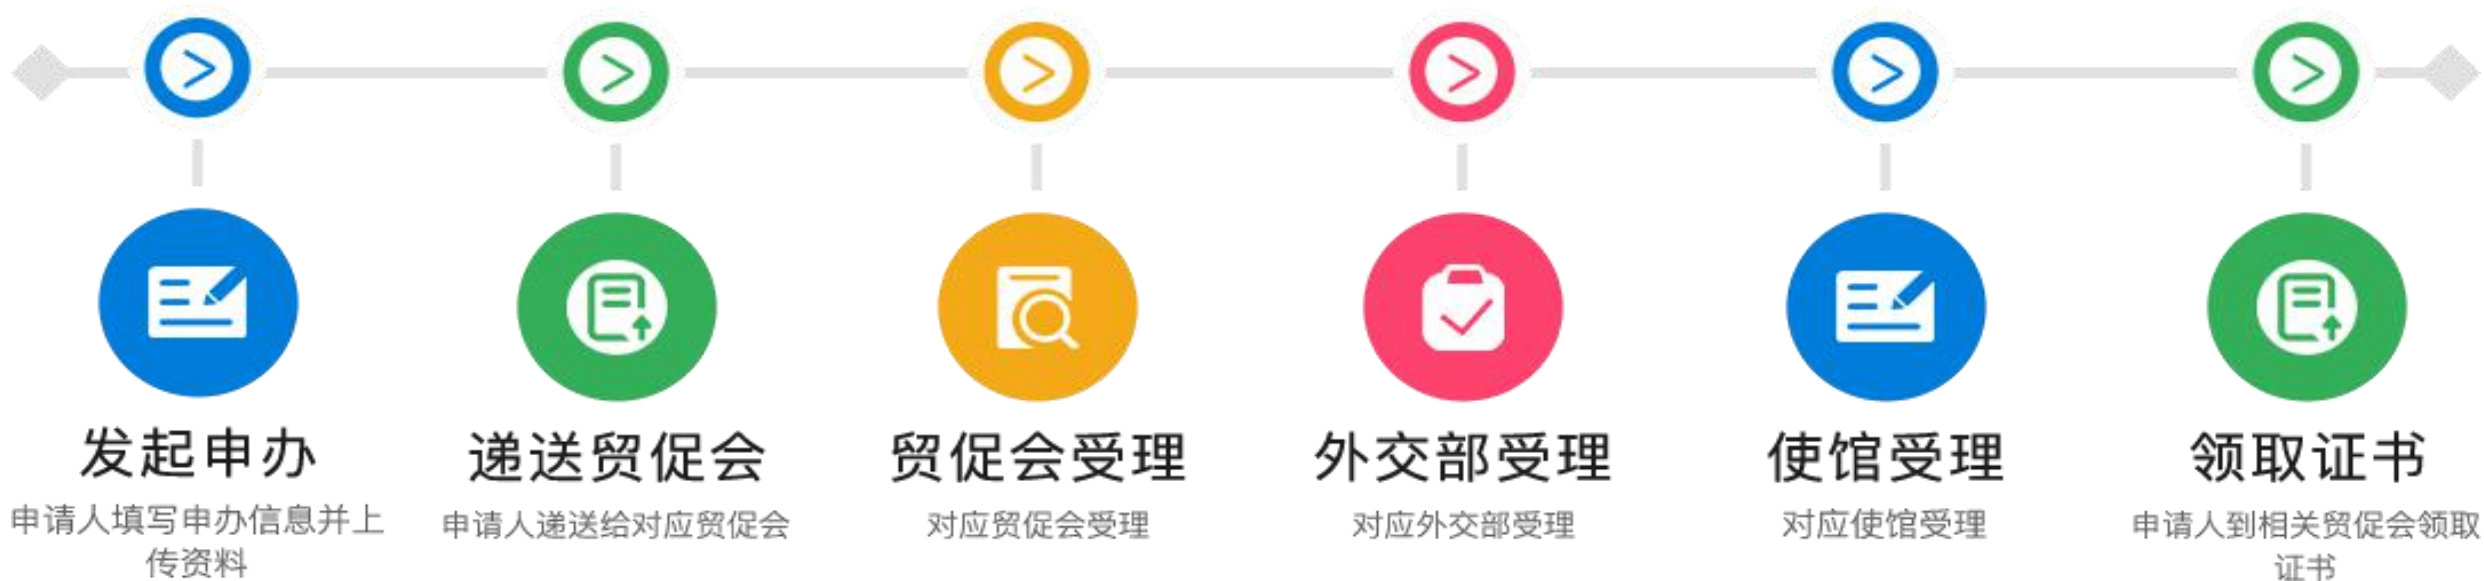 发起申办
申请人填写申办信息并上
传资料
递送贸促会
申请人递送给对应贸促会
贸促会受理
对应贸促会受理
外交部受理
对应外交部受理
使馆受理
对应使馆受理
领取证书
申请人到相关贸促会领取
证书